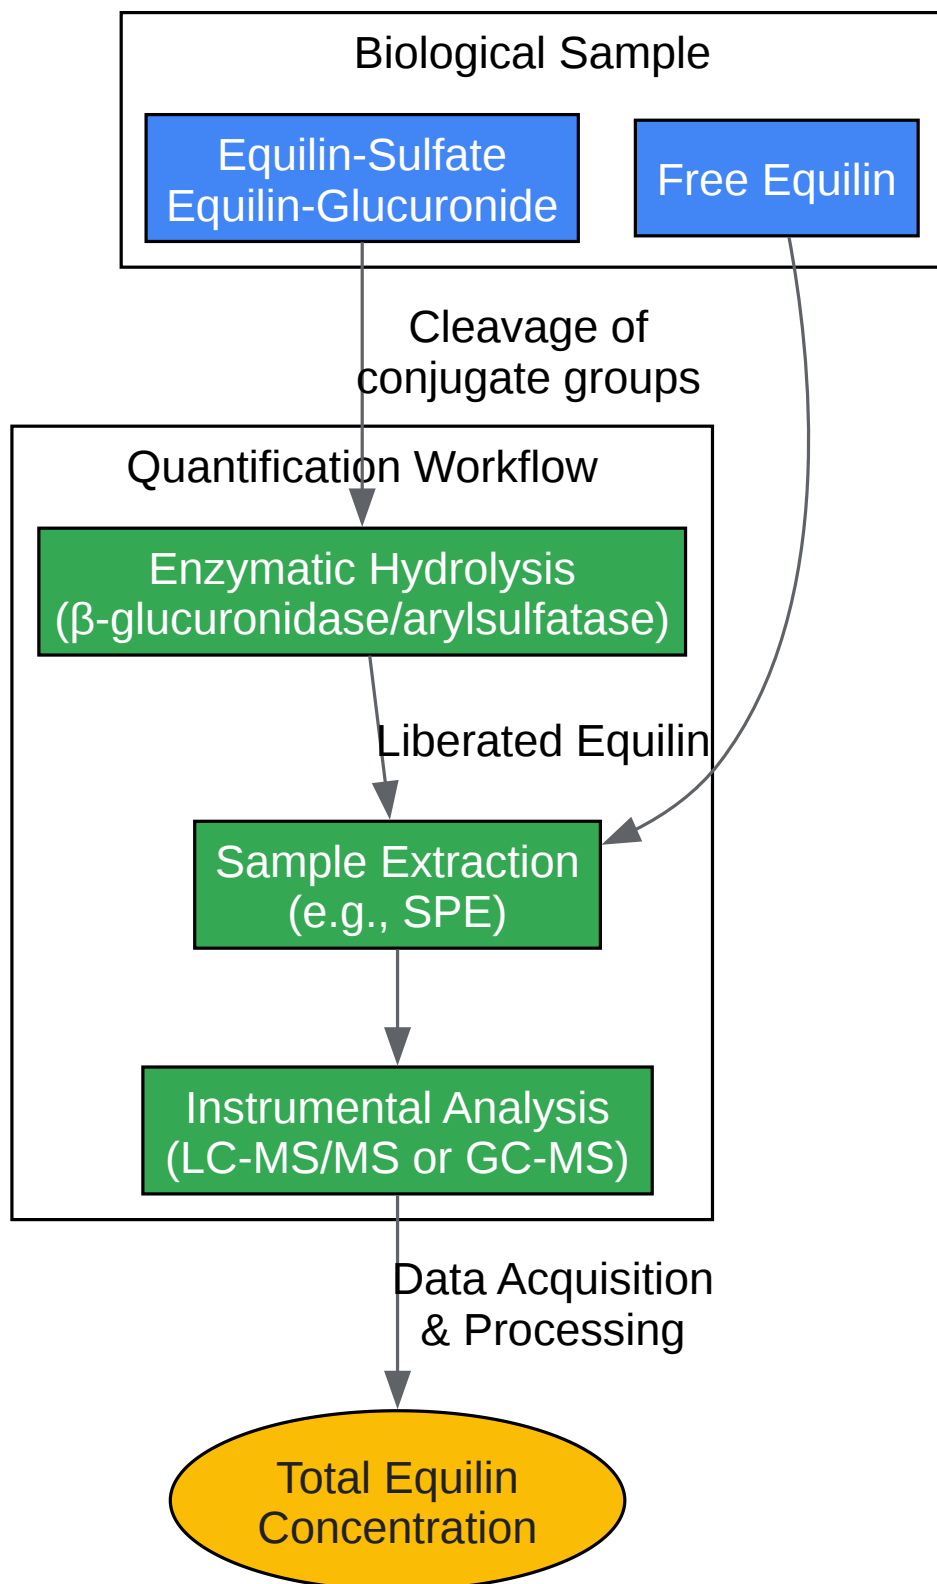 Biological Sample
Equilin-Sulfate
Equilin-Glucuronide
Free Equilin
Cleavage of
conjugate groups
Quantification Workflow
Enzymatic Hydrolysis
(β-glucuronidase/arylsulfatase)
Liberated Equilin
Sample Extraction
(e.g., SPE)
Instrumental Analysis
(LC-MS/MS or GC-MS)
Data Acquisition
& Processing
Total Equilin
Concentration